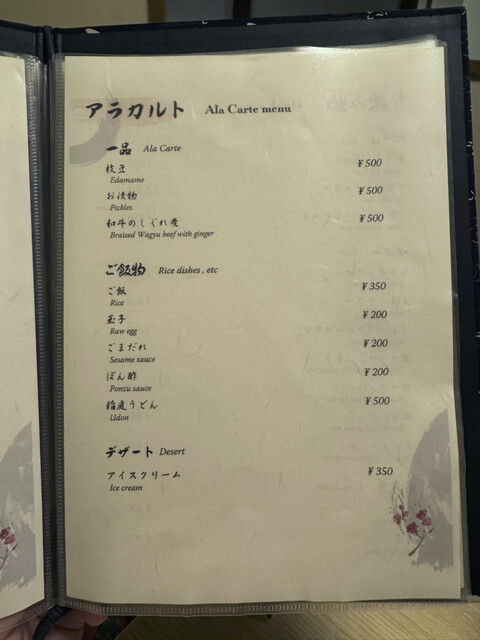 アラカルト Ala Carte menu
一品 Ala Carte
枝豆 ¥500
Edamame
お漬物 ¥500
Pickles
和牛のしぐれ煮 ¥500
Braised Wagyu beef with ginger
ご飯物 Rice dishes , etc
ご飯 ¥350
Rice
玉子 ¥200
Raw egg
ごまだれ ¥200
Sesame sauce
ぽん酢 ¥200
Ponzu sauce
稲庭うどん ¥500
Udon
デザート Desert
アイスクリーム ¥350
Ice cream